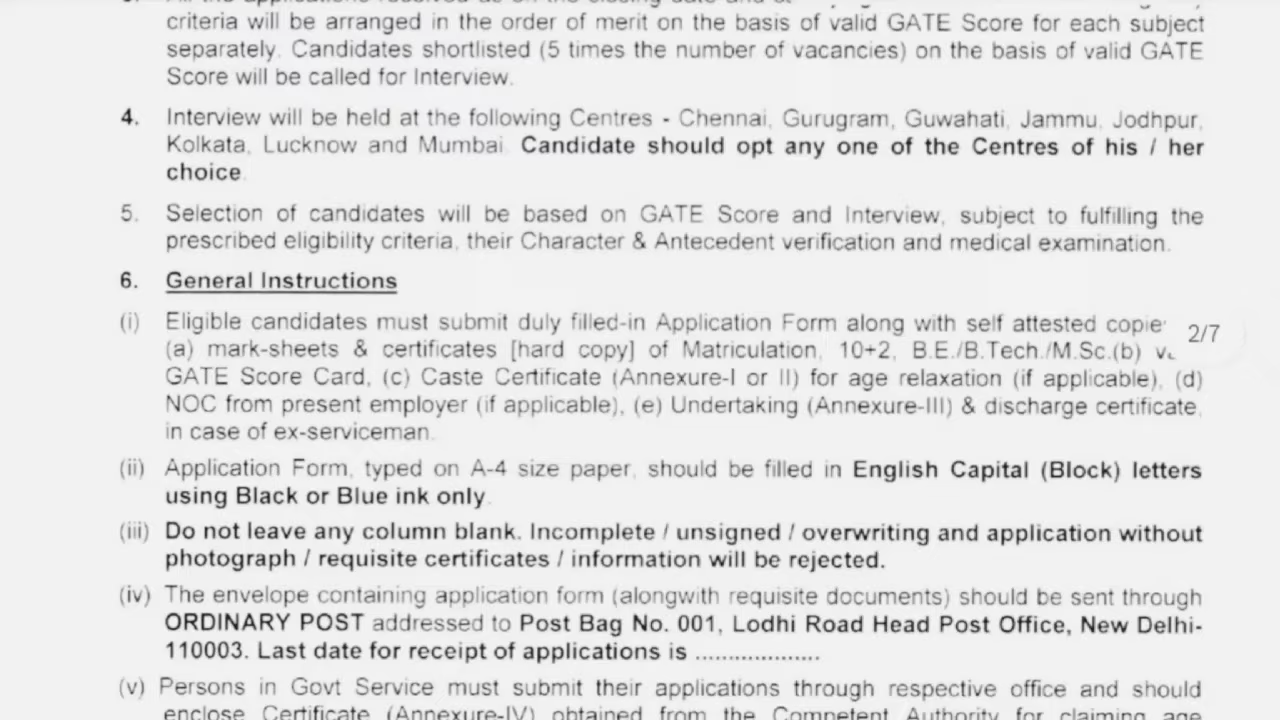 criteria will be arranged in the order of merit on the basis of valid GATE Score for each subject
separately. Candidates shortlisted (5 times the number of vacancies) on the basis of valid GATE
Score will be called for Interview.
4. Interview will be held at the following Centres - Chennai, Gurugram, Guwahati, Jammu, Jodhpur,
Kolkata, Lucknow and Mumbai. Candidate should opt any one of the Centres of his / her
choice.
5. Selection of candidates will be based on GATE Score and Interview, subject to fulfilling the
prescribed eligibility criteria, their Character & Antecedent verification and medical examination.
6. General Instructions
(i) Eligible candidates must submit duly filled-in Application Form along with self attested copie
2/7
(a) mark-sheets & certificates [hard copy] of Matriculation, 10+2, B.E./B.Tech./M.Sc.(b)
GATE Score Card, (c) Caste Certificate (Annexure-I or II) for age relaxation (if applicable), (d)
NOC from present employer (if applicable), (e) Undertaking (Annexure-III) & discharge certificate,
in case of ex-serviceman.
(ii) Application Form, typed on A-4 size paper, should be filled in English Capital (Block) letters
using Black or Blue ink only.
(iii) Do not leave any column blank. Incomplete / unsigned / overwriting and application without
photograph / requisite certificates / information will be rejected.
(iv) The envelope containing application form (alongwith requisite documents) should be sent through
ORDINARY POST addressed to Post Bag No. 001, Lodhi Road Head Post Office, New Delhi-
110003. Last date for receipt of applications is ...................
(v) Persons in Govt Service must submit their applications through respective office and should
enclose Certificate (Annexure-IV) obtained from the Competent Authority for claiming age